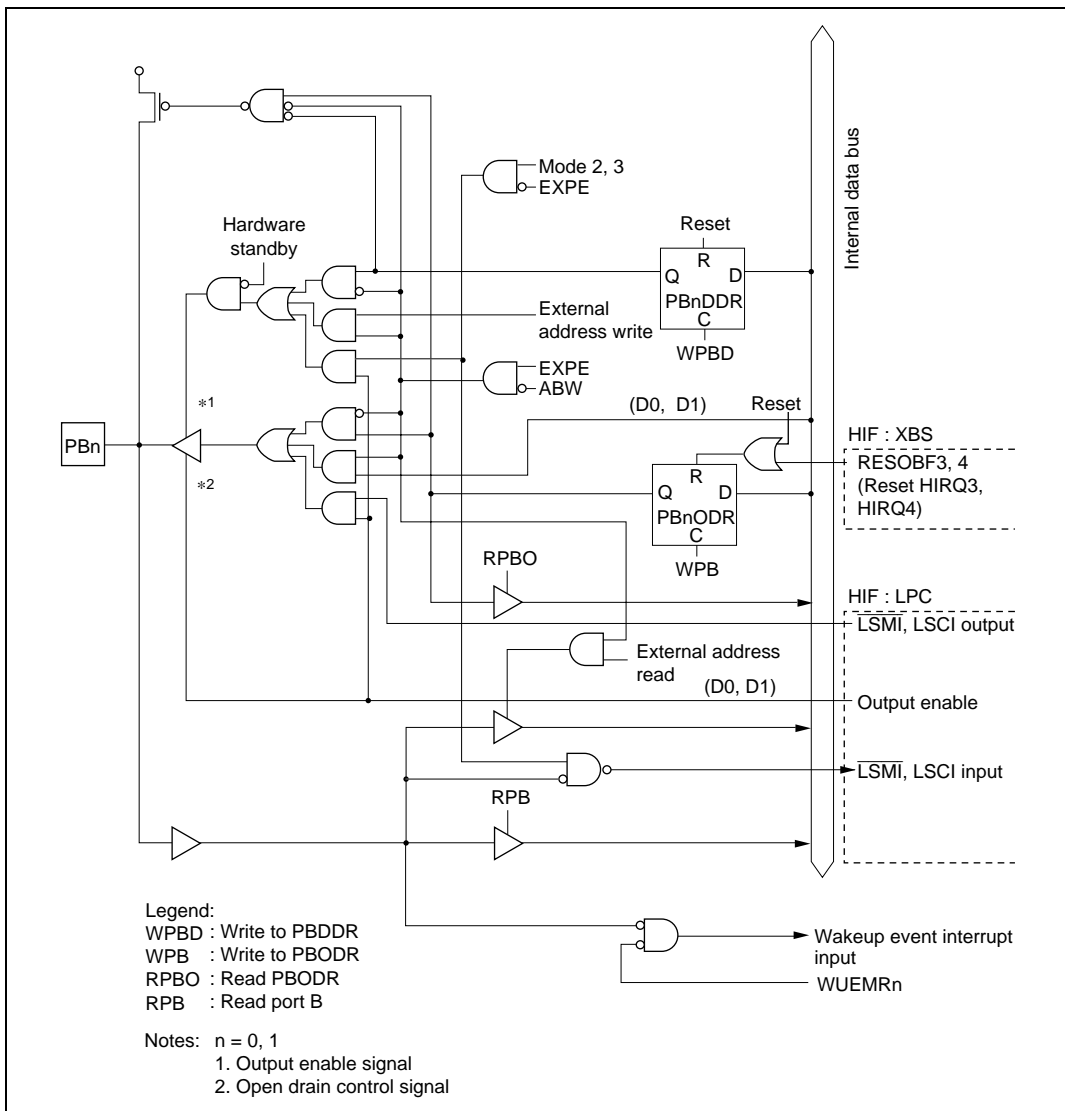 Mode 2, 3
EXPE
Internal data bus
Hardware
standby
Reset
R
Q
D
PBnDDR
C
WPBD
External
address write
EXPE
ABW
∗1
(D0, D1)
Reset
HIF : XBS
PBn
RESOBF3, 4
(Reset HIRQ3,
HIRQ4)
∗2
R
Q
D
PBnODR
C
WPB
RPBO
HIF : LPC
LSMI, LSCI output
External address
read
(D0, D1)
Output enable
LSMI, LSCI input
RPB
Legend:
WPBD : Write to PBDDR
WPB : Write to PBODR
RPBO : Read PBODR
RPB : Read port B
Wakeup event interrupt
input
WUEMRn
Notes: n = 0, 1
1. Output enable signal
2. Open drain control signal